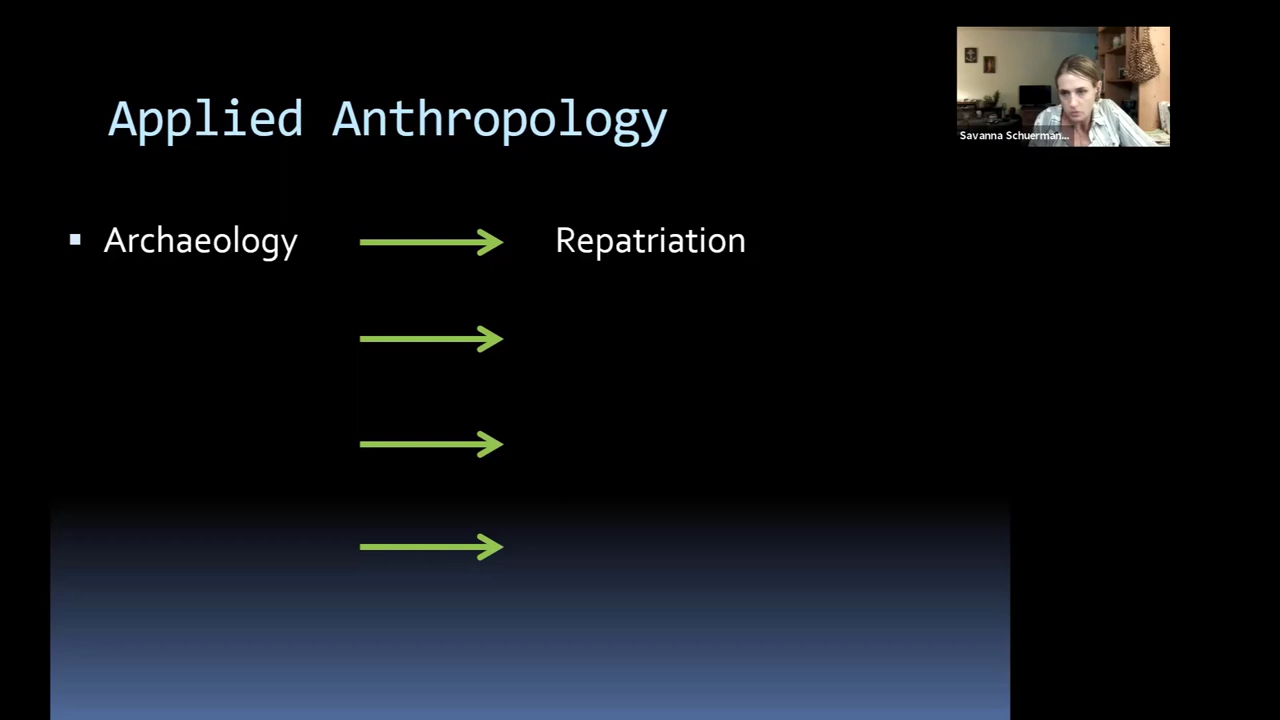 Applied Anthropology
Savanna Schuerman...
Archaeology
Repatriation